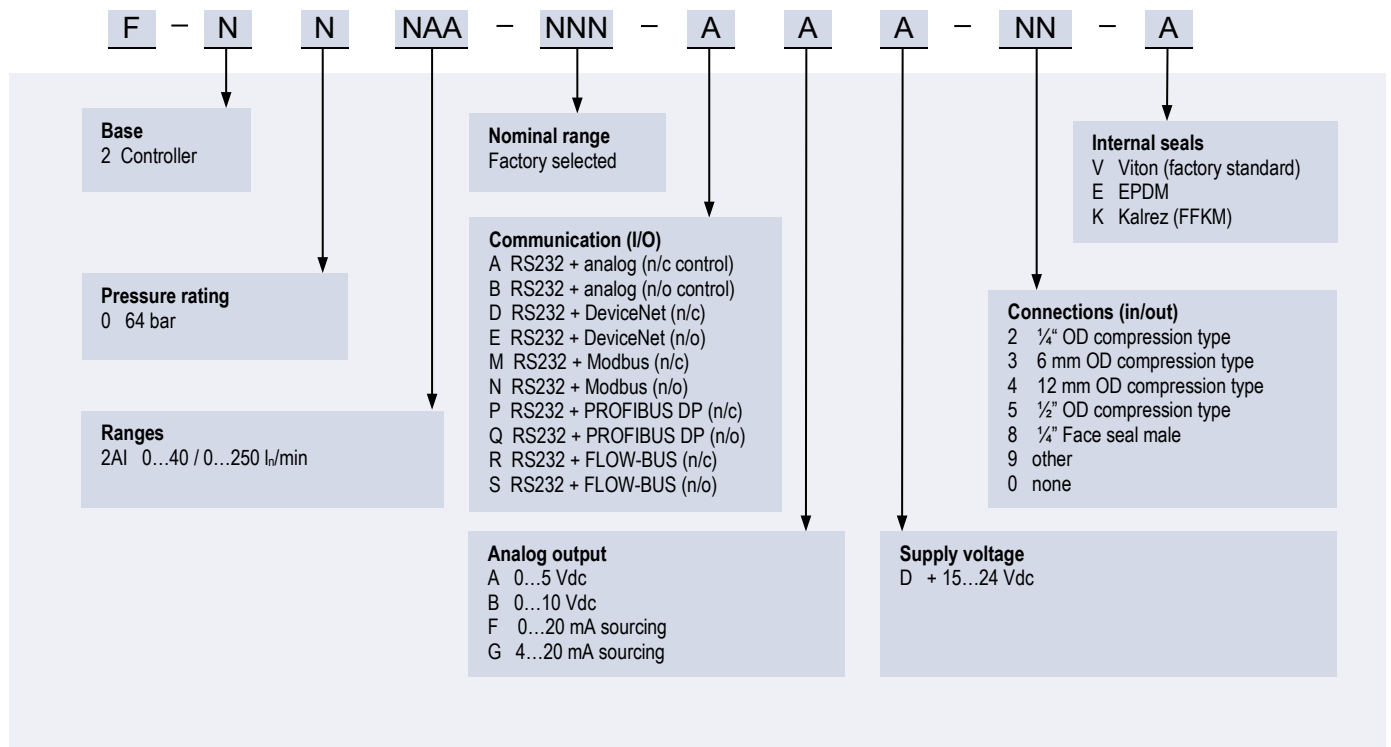 F – N N NAA – NNN – A A A – NN – A
Base
2 Controller
Pressure rating
0 64 bar
Ranges
2AI 0…40 / 0…250 ln/min
Nominal range
Factory selected
Communication (I/O)
A RS232 + analog (n/c control)
B RS232 + analog (n/o control)
D RS232 + DeviceNet (n/c)
E RS232 + DeviceNet (n/o)
M RS232 + Modbus (n/c)
N RS232 + Modbus (n/o)
P RS232 + PROFIBUS DP (n/c)
Q RS232 + PROFIBUS DP (n/o)
R RS232 + FLOW-BUS (n/c)
S RS232 + FLOW-BUS (n/o)
Analog output
A 0…5 Vdc
B 0…10 Vdc
F 0…20 mA sourcing
G 4…20 mA sourcing
Supply voltage
D + 15…24 Vdc
Connections (in/out)
2 ¼“ OD compression type
3 6 mm OD compression type
4 12 mm OD compression type
5 ½” OD compression type
8 ¼” Face seal male
9 other
0 none
Internal seals
V Viton (factory standard)
E EPDM
K Kalrez (FFKM)